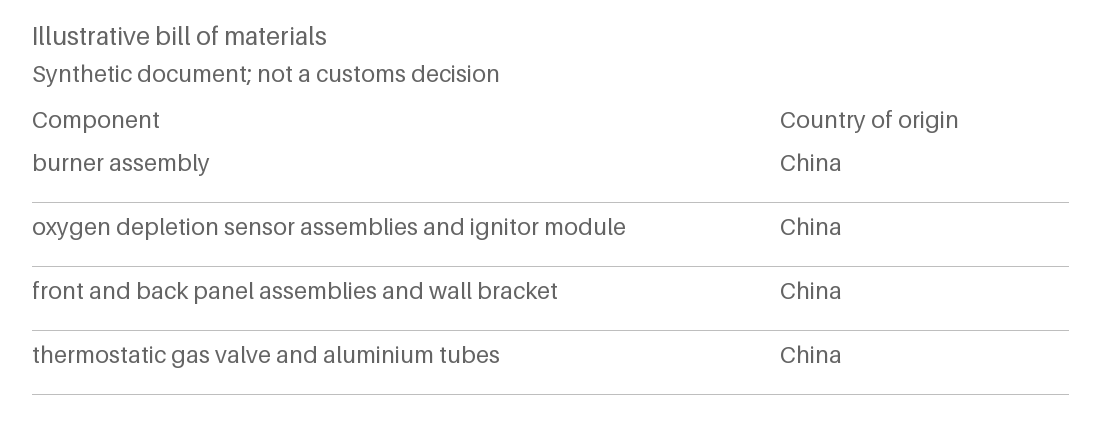 Illustrative bill of materials
Synthetic document; not a customs decision
Component Country of origin
burner assembly China
oxygen depletion sensor assemblies and ignitor module China
front and back panel assemblies and wall bracket China
thermostatic gas valve and aluminium tubes China